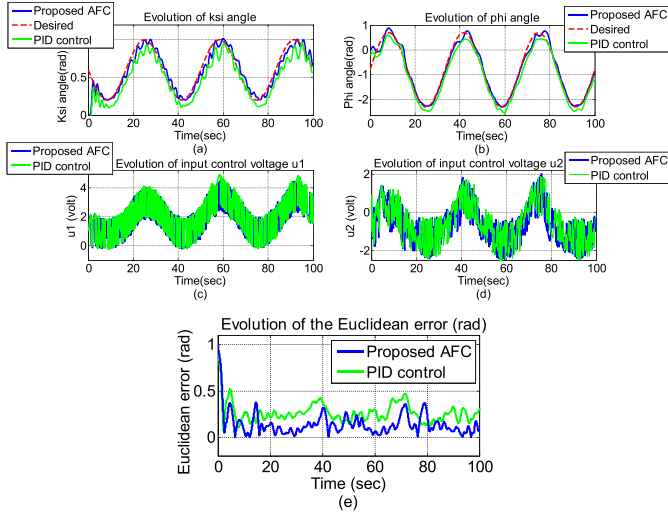 Proposed AFC
Desired
PID control
Evolution of ksi angle
Ksi angle(rad)
1
0.5
0
0 20 40 60 80 100
Time(sec)
(a)
Proposed AFC
Desired
PID control
Evolution of phi angle
Phi angle(rad)
1
0
-2
0 20 40 60 80 100
Time(sec)
(b)
Proposed AFC
PID control
Evolution of input control voltage u1
u1 (volt)
4
2
0
0 20 40 60 80 100
Time(sec)
(c)
Proposed AFC
PID control
Evolution of input control voltage u2
u2 (volt)
2
0
-2
0 20 40 60 80 100
Time(sec)
(d)
Evolution of the Euclidean error (rad)
Proposed AFC
PID control
Euclidean error (rad)
1
0.5
0
0 20 40 60 80 100
Time (sec)
(e)